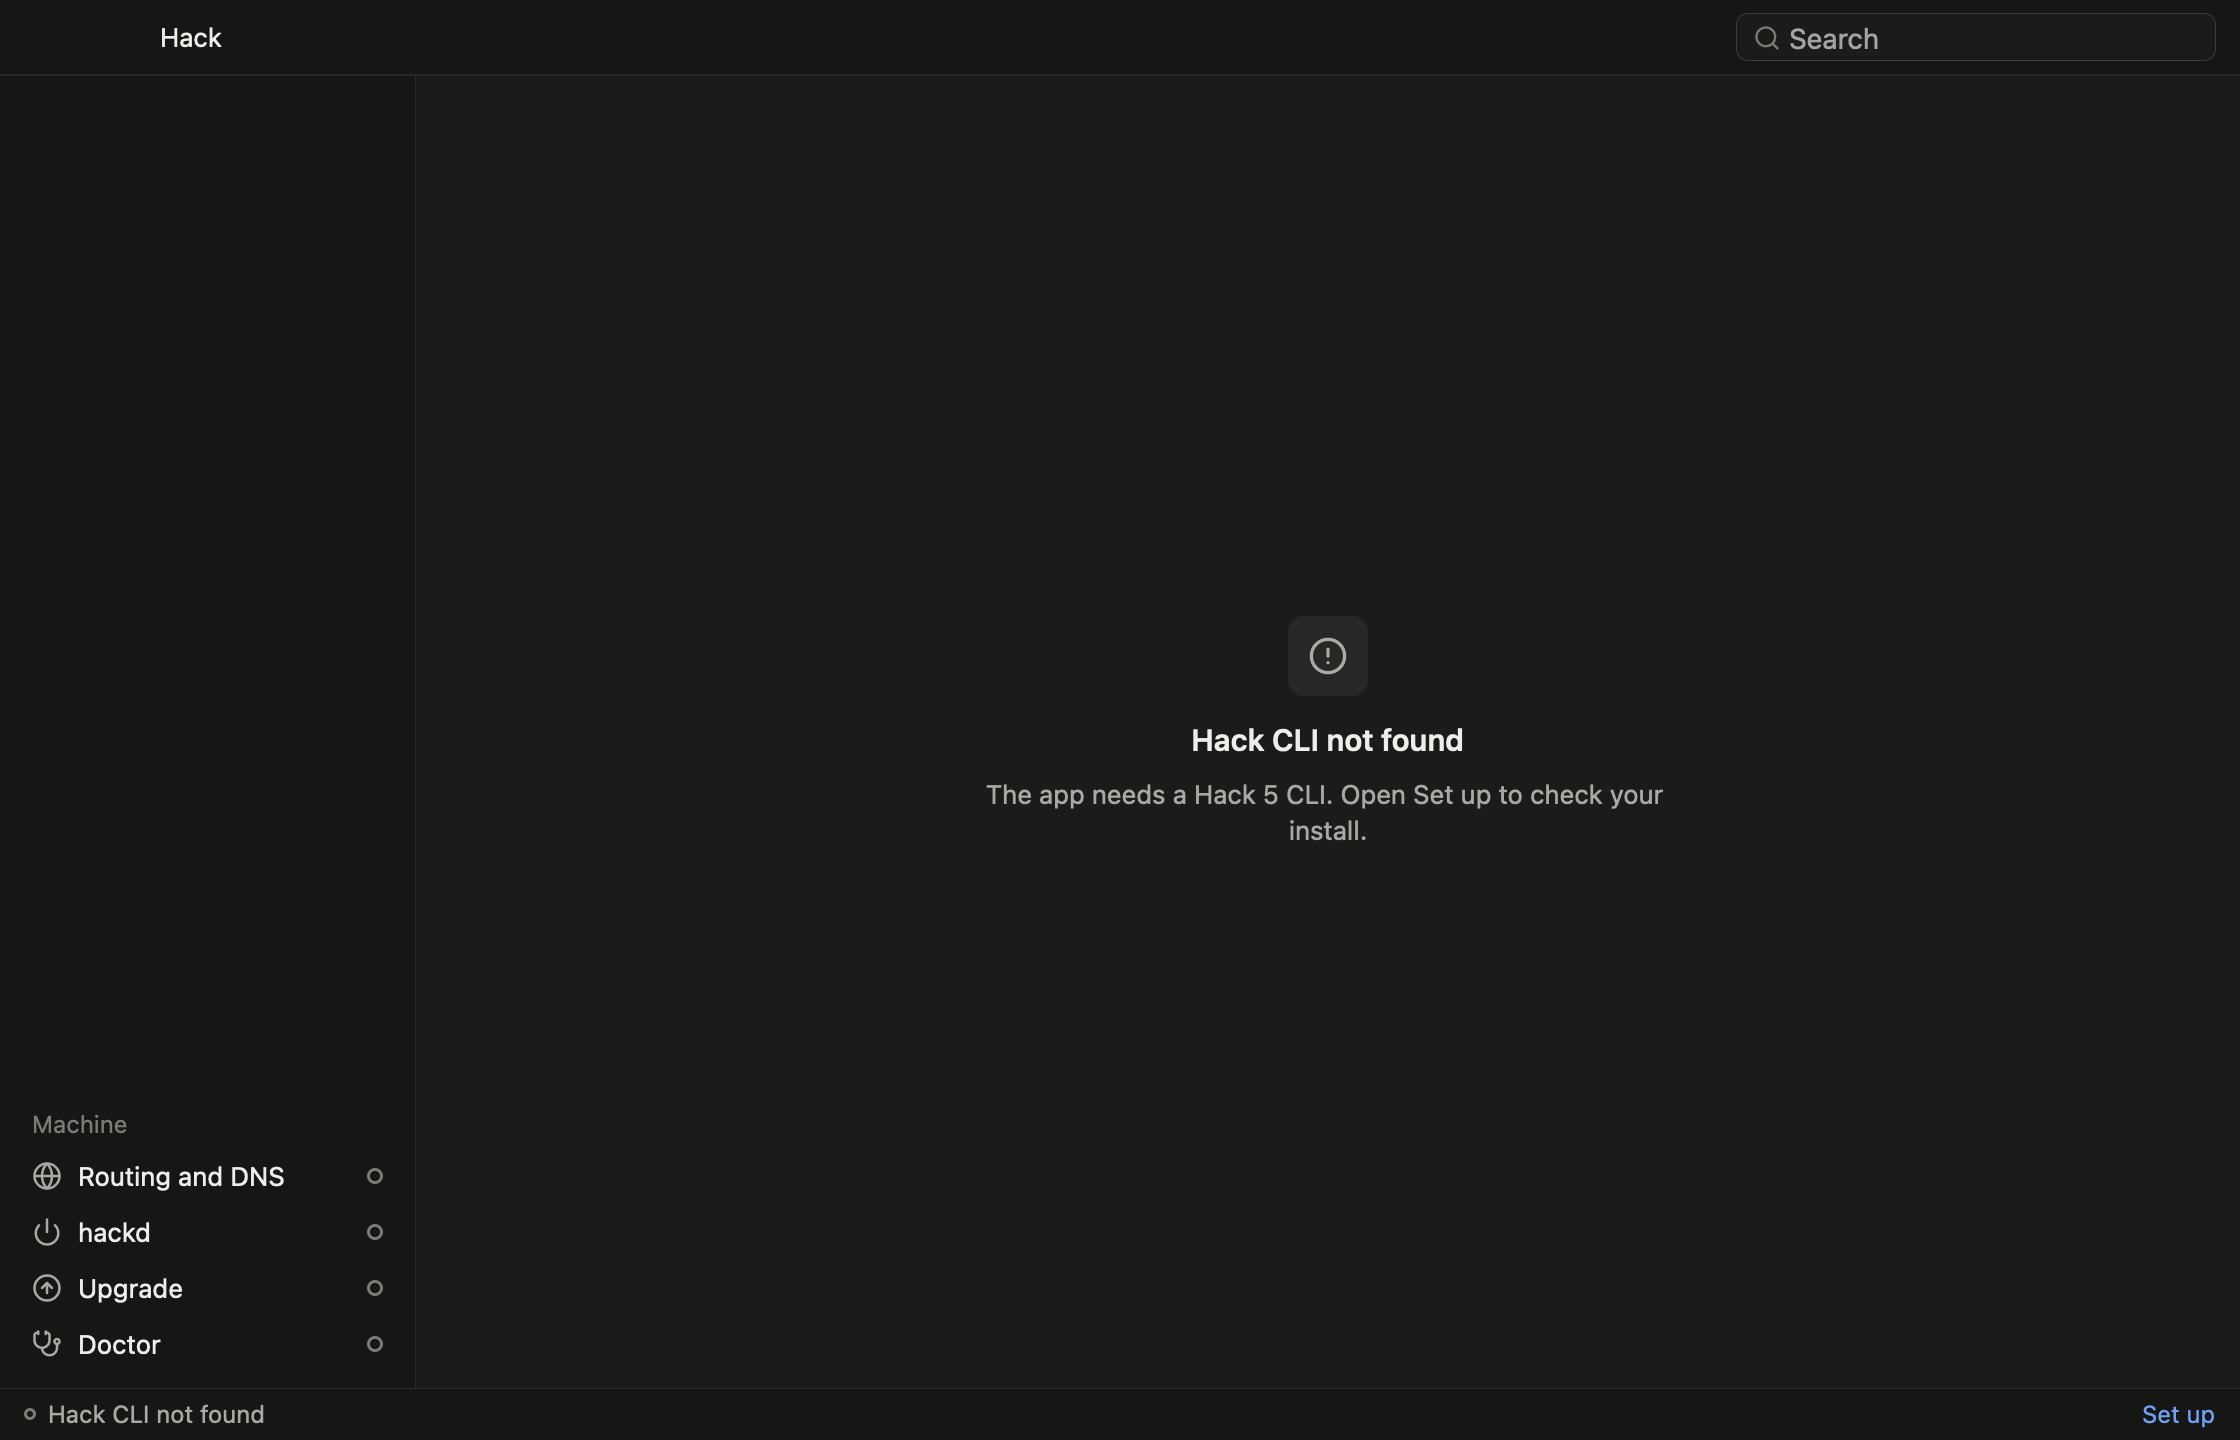 Hack
Search
Hack CLI not found
The app needs a Hack 5 CLI. Open Set up to check your
install.
Machine
Routing and DNS
hackd
Upgrade
Doctor
Hack CLI not found
Set up